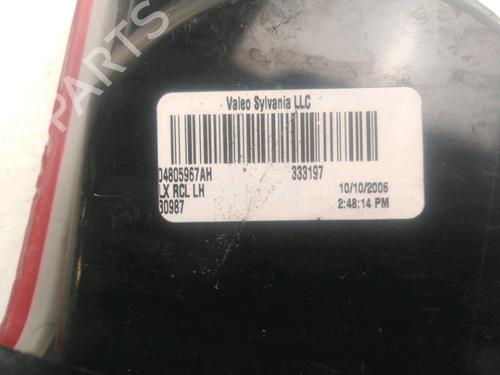 Valeo Sylvania LLC
04805967AH 333197
LX RCL LH 10/10/2006
30987 2:48:14 PM
PARTS